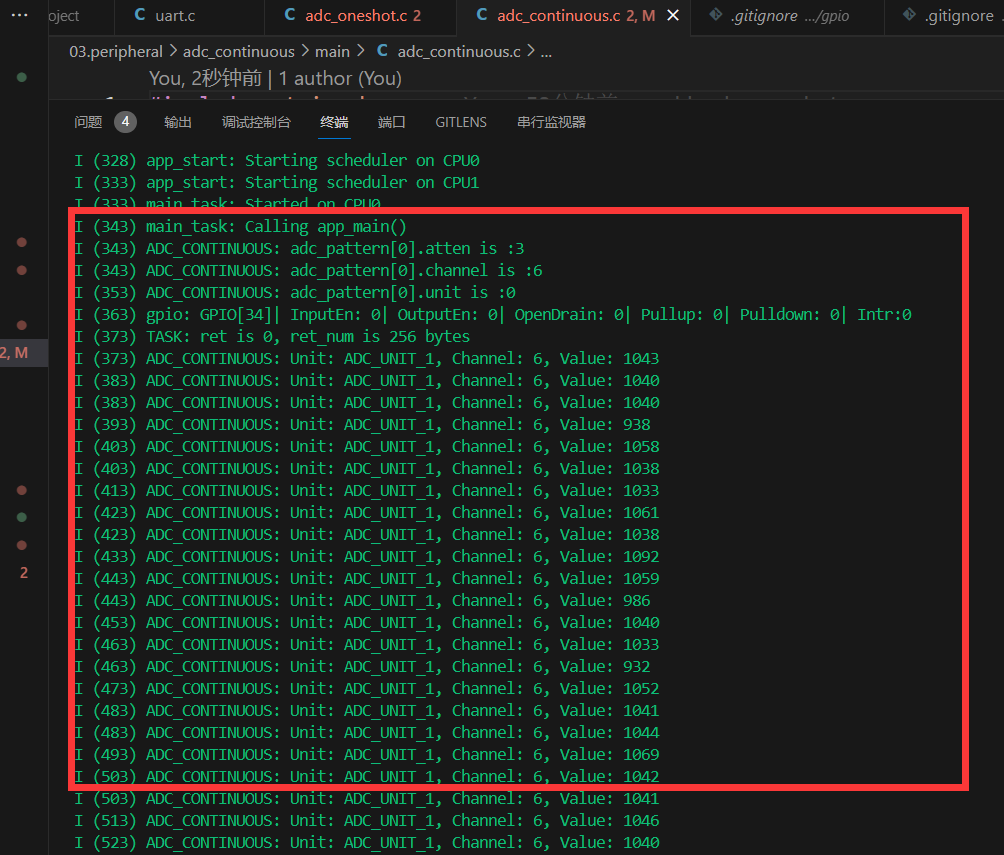 ... oject C uart.c C adc_oneshot.c 2 C adc_continuous.c 2, M × .gitignore .../gpio .gitignore
03.peripheral > adc_continuous > main > C adc_continuous.c > ...
You, 2秒钟前 | 1 author (You)
问题 4 输出 调试控制台 终端 端口 GITLENS 串行监视器
I (328) app_start: Starting scheduler on CPU0
I (333) app_start: Starting scheduler on CPU1
I (333) main_task: Started on CPU0
I (343) main_task: Calling app_main()
I (343) ADC_CONTINUOUS: adc_pattern[0].atten is :3
I (343) ADC_CONTINUOUS: adc_pattern[0].channel is :6
I (353) ADC_CONTINUOUS: adc_pattern[0].unit is :0
I (363) gpio: GPIO[34]| InputEn: 0| OutputEn: 0| OpenDrain: 0| Pullup: 0| Pulldown: 0| Intr:0
I (373) TASK: ret is 0, ret_num is 256 bytes
I (373) ADC_CONTINUOUS: Unit: ADC_UNIT_1, Channel: 6, Value: 1043
I (383) ADC_CONTINUOUS: Unit: ADC_UNIT_1, Channel: 6, Value: 1040
I (383) ADC_CONTINUOUS: Unit: ADC_UNIT_1, Channel: 6, Value: 1040
I (393) ADC_CONTINUOUS: Unit: ADC_UNIT_1, Channel: 6, Value: 938
I (403) ADC_CONTINUOUS: Unit: ADC_UNIT_1, Channel: 6, Value: 1058
2, M
I (403) ADC_CONTINUOUS: Unit: ADC_UNIT_1, Channel: 6, Value: 1038
I (413) ADC_CONTINUOUS: Unit: ADC_UNIT_1, Channel: 6, Value: 1033
I (423) ADC_CONTINUOUS: Unit: ADC_UNIT_1, Channel: 6, Value: 1061
I (423) ADC_CONTINUOUS: Unit: ADC_UNIT_1, Channel: 6, Value: 1038
I (433) ADC_CONTINUOUS: Unit: ADC_UNIT_1, Channel: 6, Value: 1092
I (443) ADC_CONTINUOUS: Unit: ADC_UNIT_1, Channel: 6, Value: 1059
I (443) ADC_CONTINUOUS: Unit: ADC_UNIT_1, Channel: 6, Value: 986
I (453) ADC_CONTINUOUS: Unit: ADC_UNIT_1, Channel: 6, Value: 1040
I (463) ADC_CONTINUOUS: Unit: ADC_UNIT_1, Channel: 6, Value: 1033
I (463) ADC_CONTINUOUS: Unit: ADC_UNIT_1, Channel: 6, Value: 932
I (473) ADC_CONTINUOUS: Unit: ADC_UNIT_1, Channel: 6, Value: 1052
I (483) ADC_CONTINUOUS: Unit: ADC_UNIT_1, Channel: 6, Value: 1041
I (483) ADC_CONTINUOUS: Unit: ADC_UNIT_1, Channel: 6, Value: 1044
I (493) ADC_CONTINUOUS: Unit: ADC_UNIT_1, Channel: 6, Value: 1069
I (503) ADC_CONTINUOUS: Unit: ADC_UNIT_1, Channel: 6, Value: 1042
I (503) ADC_CONTINUOUS: Unit: ADC_UNIT_1, Channel: 6, Value: 1041
I (513) ADC_CONTINUOUS: Unit: ADC_UNIT_1, Channel: 6, Value: 1046
I (523) ADC_CONTINUOUS: Unit: ADC_UNIT_1, Channel: 6, Value: 1040
2